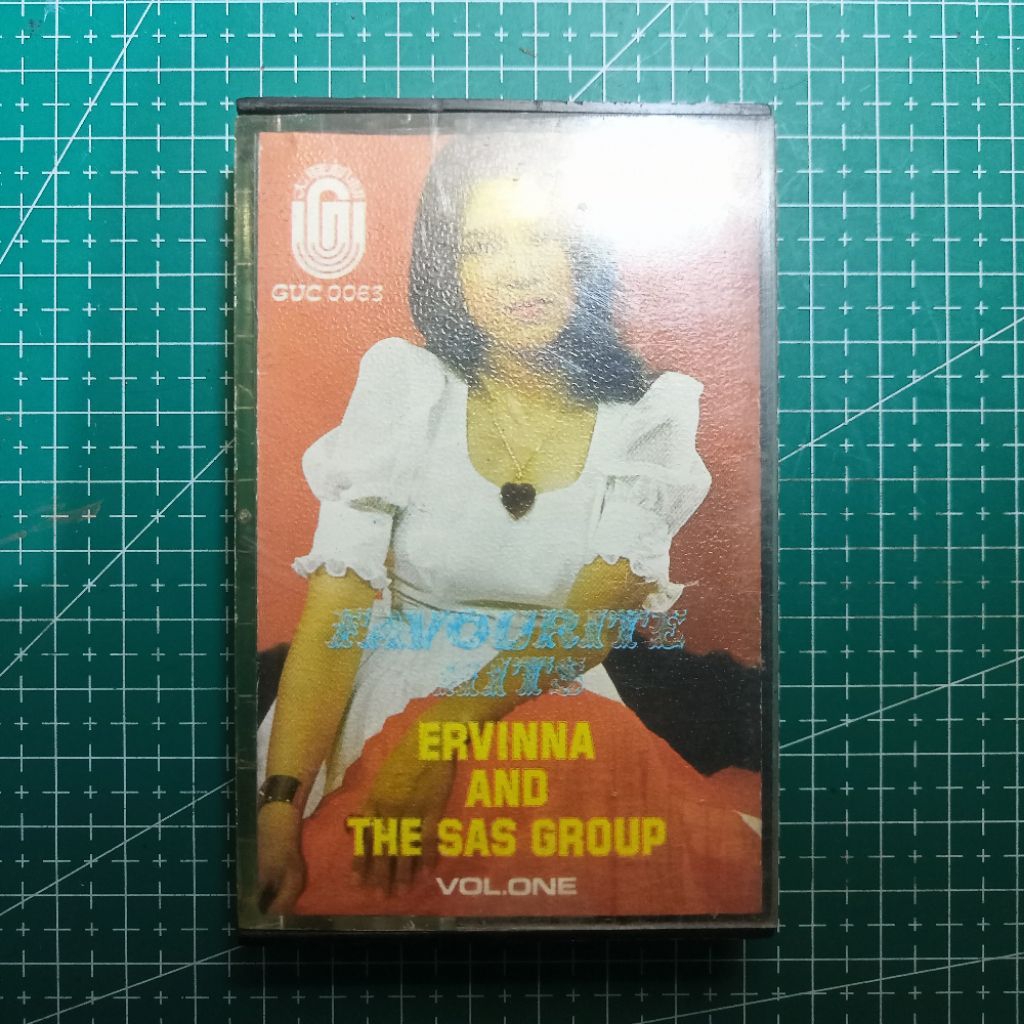 GUC 0063
FAVOURITE
HITS
ERVINNA
AND
THE SAS GROUP
VOL.ONE